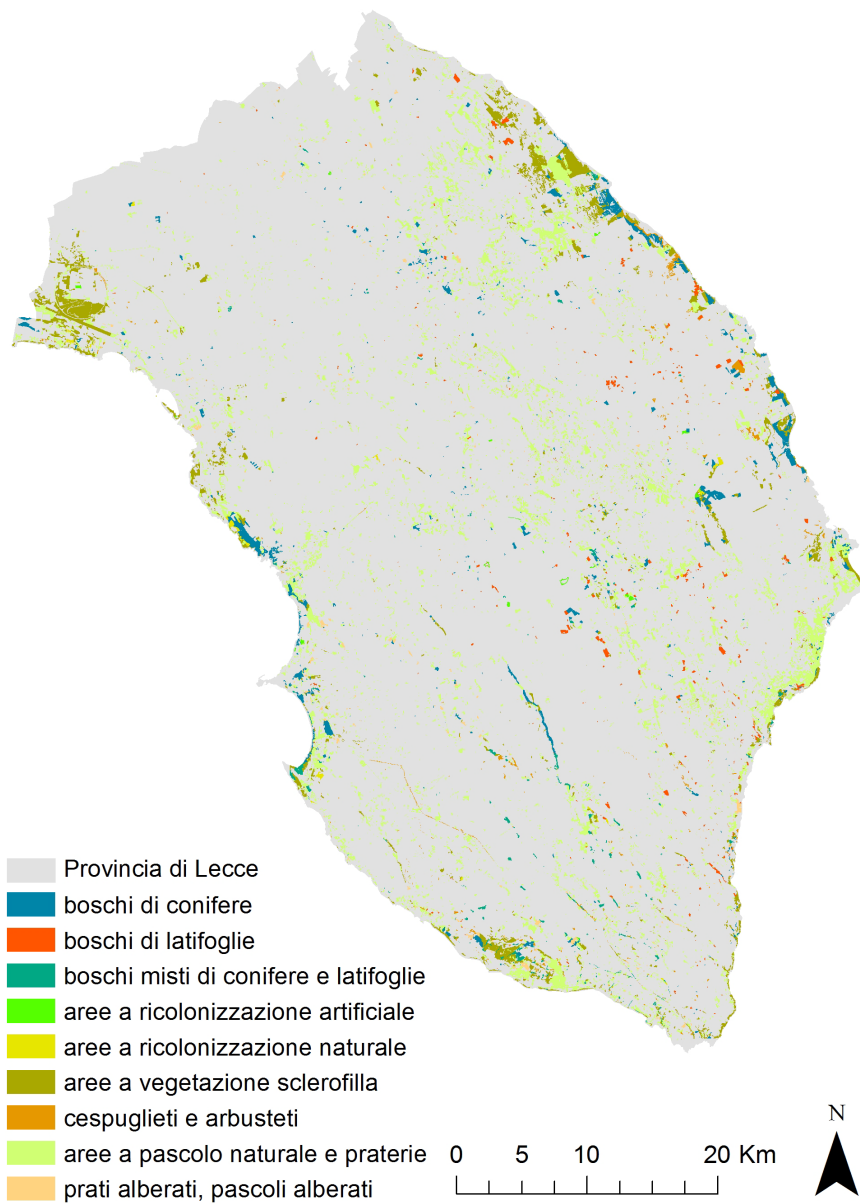 Provincia di Lecce
boschi di conifere
boschi di latifoglie
boschi misti di conifere e latifoglie
aree a ricolonizzazione artificiale
aree a ricolonizzazione naturale
aree a vegetazione sclerofilla
cespuglieti e arbusteti
aree a pascolo naturale e praterie
prati alberati, pascoli alberati
0 5 10 20 Km
N